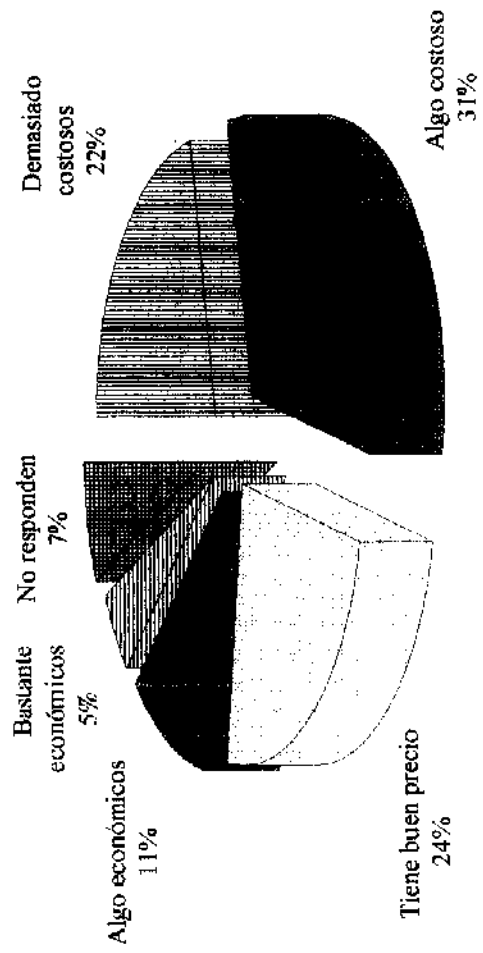 Demasiado
costosos
22%
Algo costoso
31%
Tiene buen precio
24%
Algo económicos
11%
Bastante
económicos
5%
No responden
7%